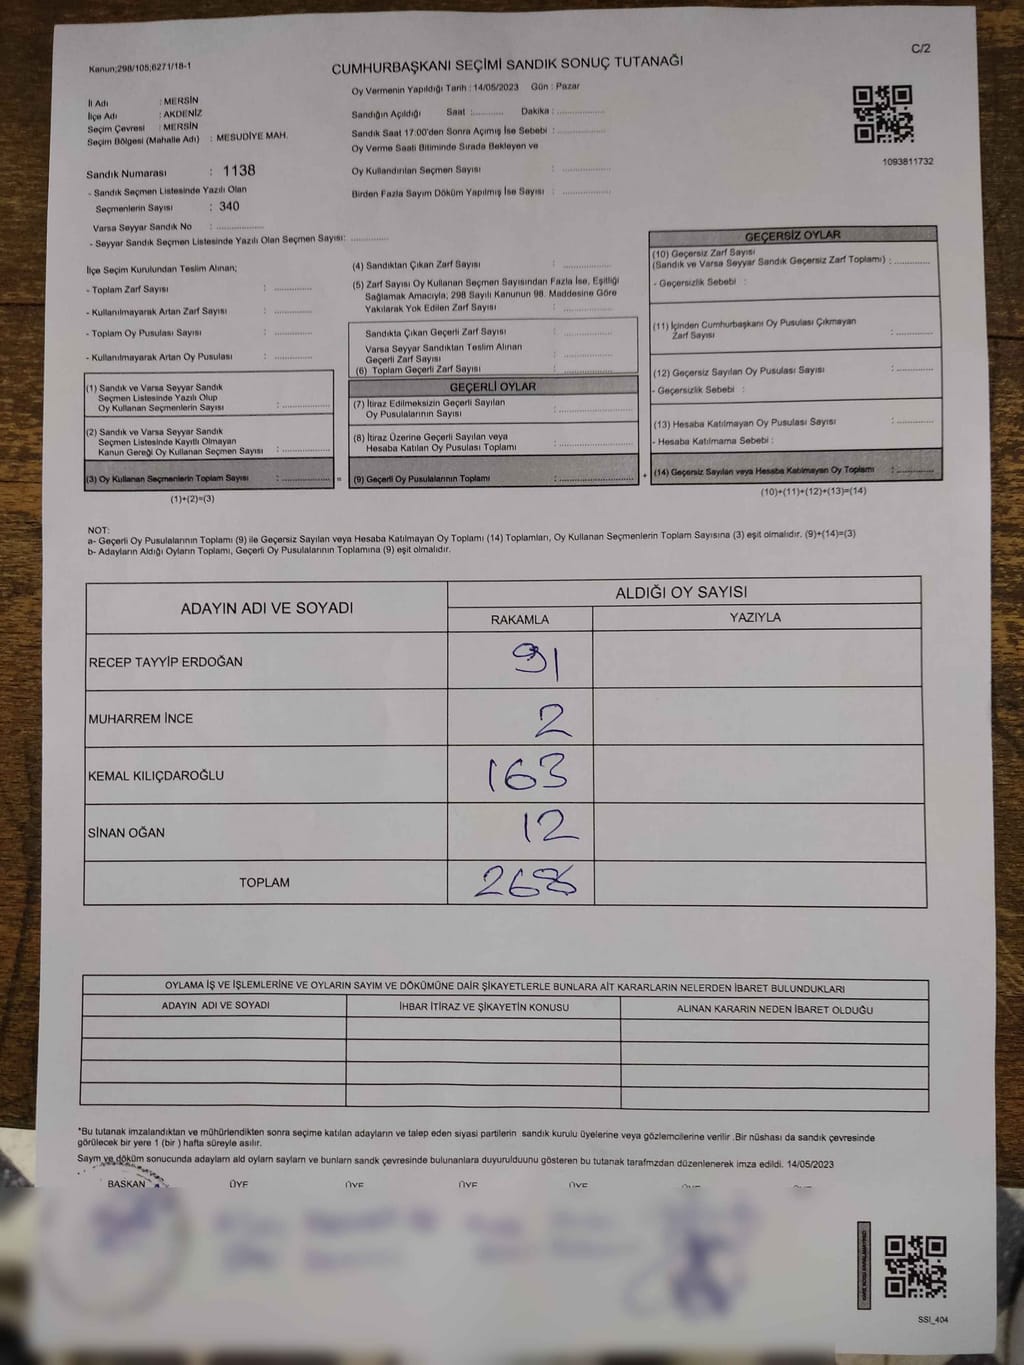 C/2
Kanun;298/105;6271/18-1
CUMHURBAŞKANI SEÇİMİ SANDIK SONUÇ TUTANAĞI
Oy Vermenin Yapıldığı Tarih : 14/05/2023 Gün : Pazar
İl Adı : MERSİN
İlçe Adı : AKDENİZ
Seçim Çevresi : MERSİN
Seçim Bölgesi (Mahalle Adı) : MESUDİYE MAH.
Sandığın Açıldığı Saat :........... Dakika : ................
Sandık Saat 17:00'den Sonra Açımış İse Sebebi : ................
Oy Verme Saati Bitiminde Sırada Bekleyen ve
Oy Kullandırılan Seçmen Sayısı : ................
Birden Fazla Sayım Döküm Yapılmış İse Sayısı : ................
1093811732
Sandık Numarası : 1138
- Sandık Seçmen Listesinde Yazılı Olan
Seçmenlerin Sayısı : 340
Varsa Seyyar Sandık No : ................
- Seyyar Sandık Seçmen Listesinde Yazılı Olan Seçmen Sayısı: .............
İlçe Seçim Kurulundan Teslim Alınan;
- Toplam Zarf Sayısı : .............
- Kullanılmayarak Artan Zarf Sayısı : .............
- Toplam Oy Pusulası Sayısı : .............
- Kullanılmayarak Artan Oy Pusulası : .............
(1) Sandık ve Varsa Seyyar Sandık
Seçmen Listesinde Yazılı Olup
Oy Kullanan Seçmenlerin Sayısı : ................
(2) Sandık ve Varsa Seyyar Sandık
Seçmen Listesinde Kayıtlı Olmayan
Kanun Gereği Oy Kullanan Seçmen Sayısı : ................
(3) Oy Kullanan Seçmenlerin Toplam Sayısı : ................ =
(1)+(2)=(3)
(4) Sandıktan Çıkan Zarf Sayısı : ................
(5) Zarf Sayısı Oy Kullanan Seçmen Sayısından Fazla İse, Eşitliği
Sağlamak Amacıyla; 298 Sayılı Kanunun 98. Maddesine Göre
Yakılarak Yok Edilen Zarf Sayısı : ................
Sandıkta Çıkan Geçerli Zarf Sayısı : ................
Varsa Seyyar Sandıktan Teslim Alınan
Geçerli Zarf Sayısı : ................
(6) Toplam Geçerli Zarf Sayısı : ................
GEÇERLİ OYLAR
(7) İtiraz Edilmeksizin Geçerli Sayılan
Oy Pusulalarının Sayısı : ................
(8) İtiraz Üzerine Geçerli Sayılan veya
Hesaba Katılan Oy Pusulası Toplamı : ................
(9) Geçerli Oy Pusulalarının Toplamı : ................ +
GEÇERSİZ OYLAR
(10) Geçersiz Zarf Sayısı
(Sandık ve Varsa Seyyar Sandık Geçersiz Zarf Toplamı) : .............
- Geçersizlik Sebebi :
(11) İçinden Cumhurbaşkanı Oy Pusulası Çıkmayan
Zarf Sayısı : .............
(12) Geçersiz Sayılan Oy Pusulası Sayısı : .............
- Geçersizlik Sebebi :
(13) Hesaba Katılmayan Oy Pusulası Sayısı : .............
- Hesaba Katılmama Sebebi :
(14) Geçersiz Sayılan veya Hesaba Katılmayan Oy Toplamı : .............
(10)+(11)+(12)+(13)=(14)
NOT:
a- Geçerli Oy Pusulalarının Toplamı (9) ile Geçersiz Sayılan veya Hesaba Katılmayan Oy Toplamı (14) Toplamları, Oy Kullanan Seçmenlerin Toplam Sayısına (3) eşit olmalıdır. (9)+(14)=(3)
b- Adayların Aldığı Oyların Toplamı, Geçerli Oy Pusulalarının Toplamına (9) eşit olmalıdır.
ADAYIN ADI VE SOYADI ALDIĞI OY SAYISI
RAKAMLA YAZIYLA
RECEP TAYYİP ERDOĞAN 91
MUHARREM İNCE 2
KEMAL KILIÇDAROĞLU 163
SİNAN OĞAN 12
TOPLAM 268
OYLAMA İŞ VE İŞLEMLERİNE VE OYLARIN SAYIM VE DÖKÜMÜNE DAİR ŞİKAYETLERLE BUNLARA AİT KARARLARIN NELERDEN İBARET BULUNDUKLARI
ADAYIN ADI VE SOYADI İHBAR İTİRAZ VE ŞİKAYETİN KONUSU ALINAN KARARIN NEDEN İBARET OLDUĞU
*Bu tutanak imzalandıktan ve mühürlendikten sonra seçime katılan adayların ve talep eden siyasi partilerin sandık kurulu üyelerine veya gözlemcilerine verilir .Bir nüshası da sandık çevresinde
görülecek bir yere 1 (bir ) hafta süreyle asılır.
Saym ve döküm sonucunda adaylarn ald oylarn saylarn ve bunlarn sandk çevresinde bulunanlara duyurulduunu gösteren bu tutanak tarafmzdan düzenlenerek imza edildi. 14/05/2023
BAŞKAN ÜYE ÜYE ÜYE ÜYE
SSI_404